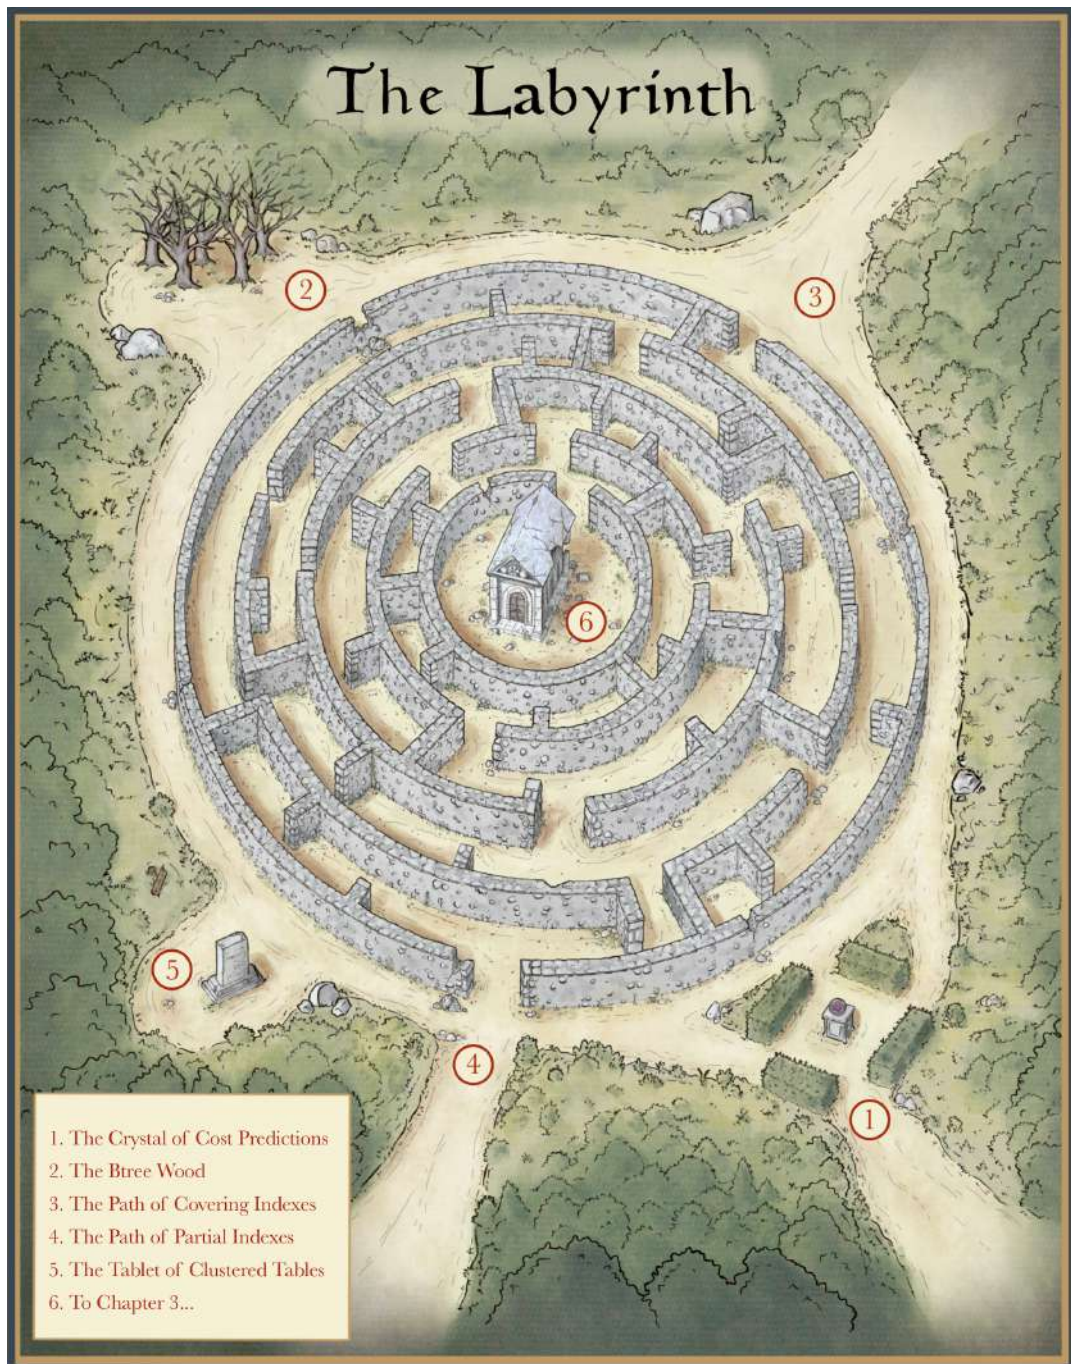 The Labyrinth
2
3
6
5
4
1
1. The Crystal of Cost Predictions
2. The Btree Wood
3. The Path of Covering Indexes
4. The Path of Partial Indexes
5. The Tablet of Clustered Tables
6. To Chapter 3...